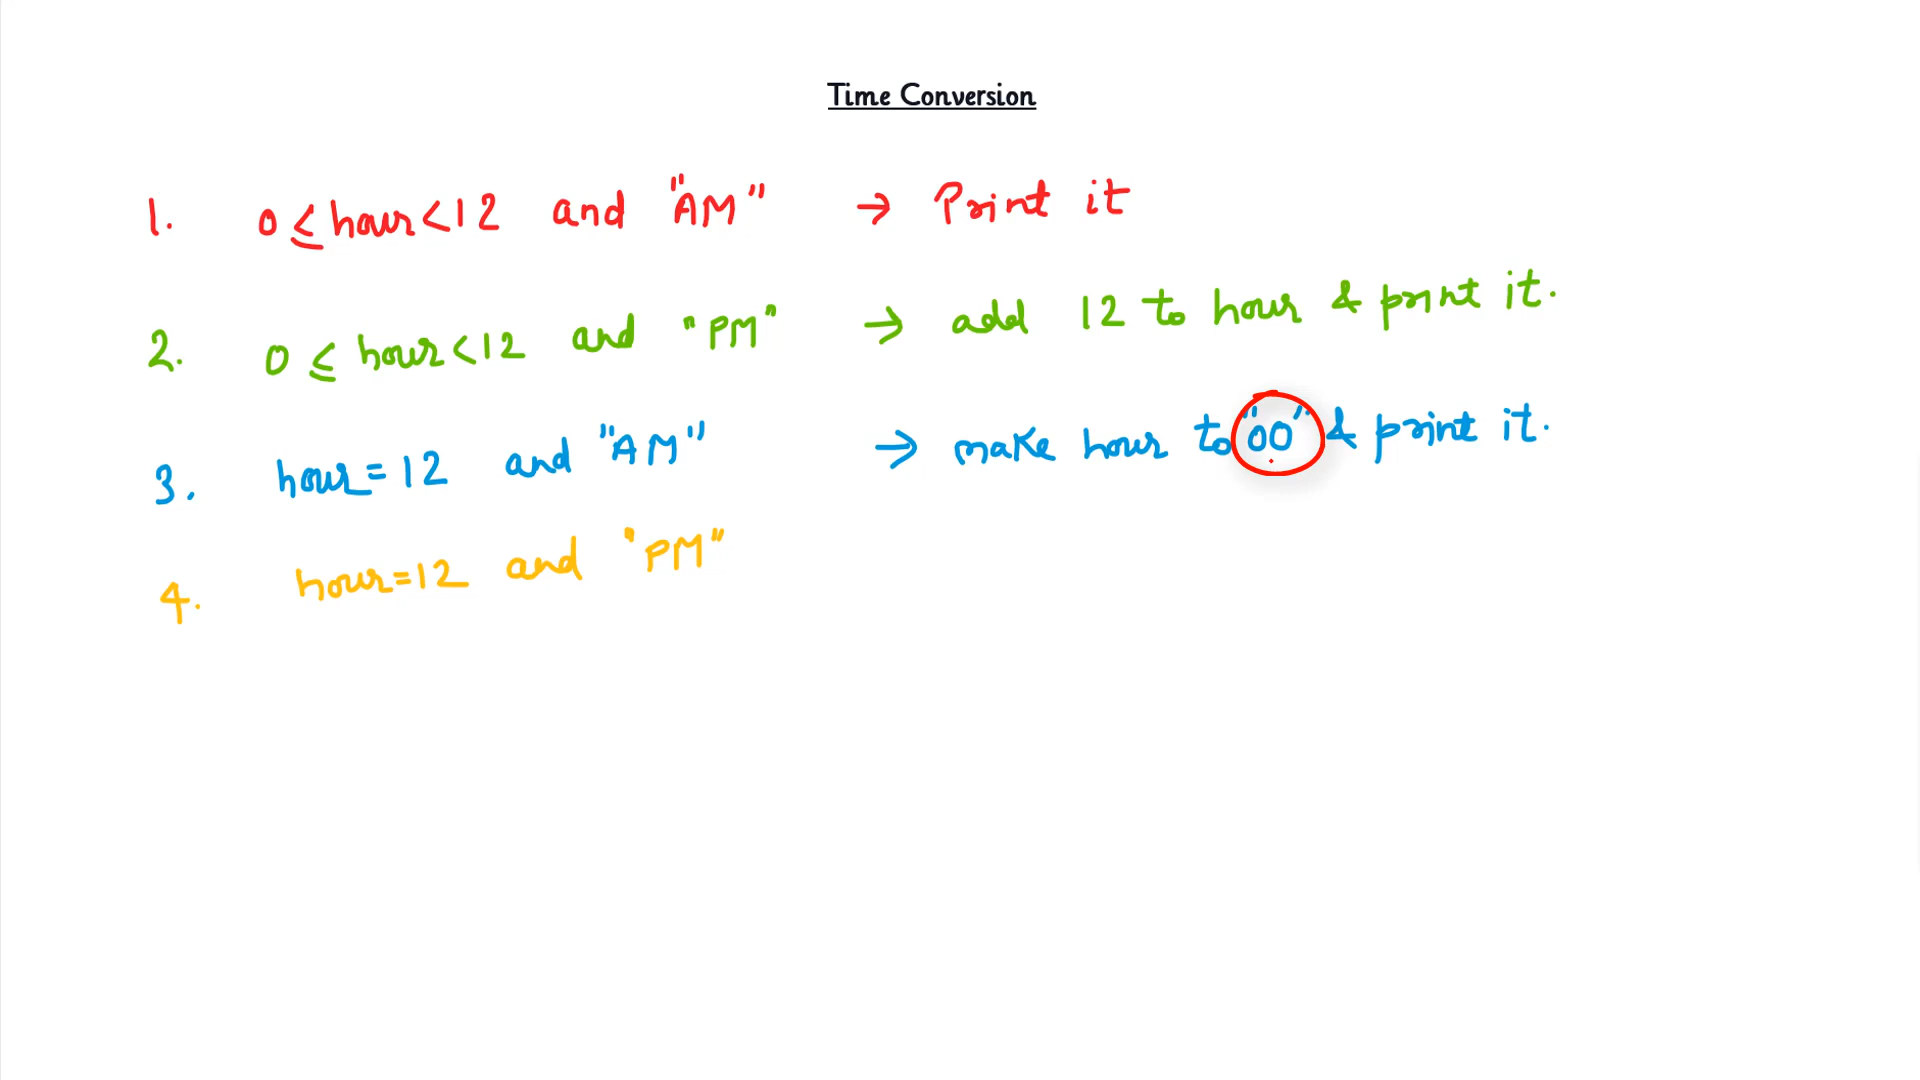 Time Conversion
1. 0 ≤ hour < 12 and "AM" → Print it
2. 0 ≤ hour < 12 and "PM" → add 12 to hour & print it.
3. hour = 12 and "AM" → make hour to "00" & print it.
4. hour = 12 and "PM"